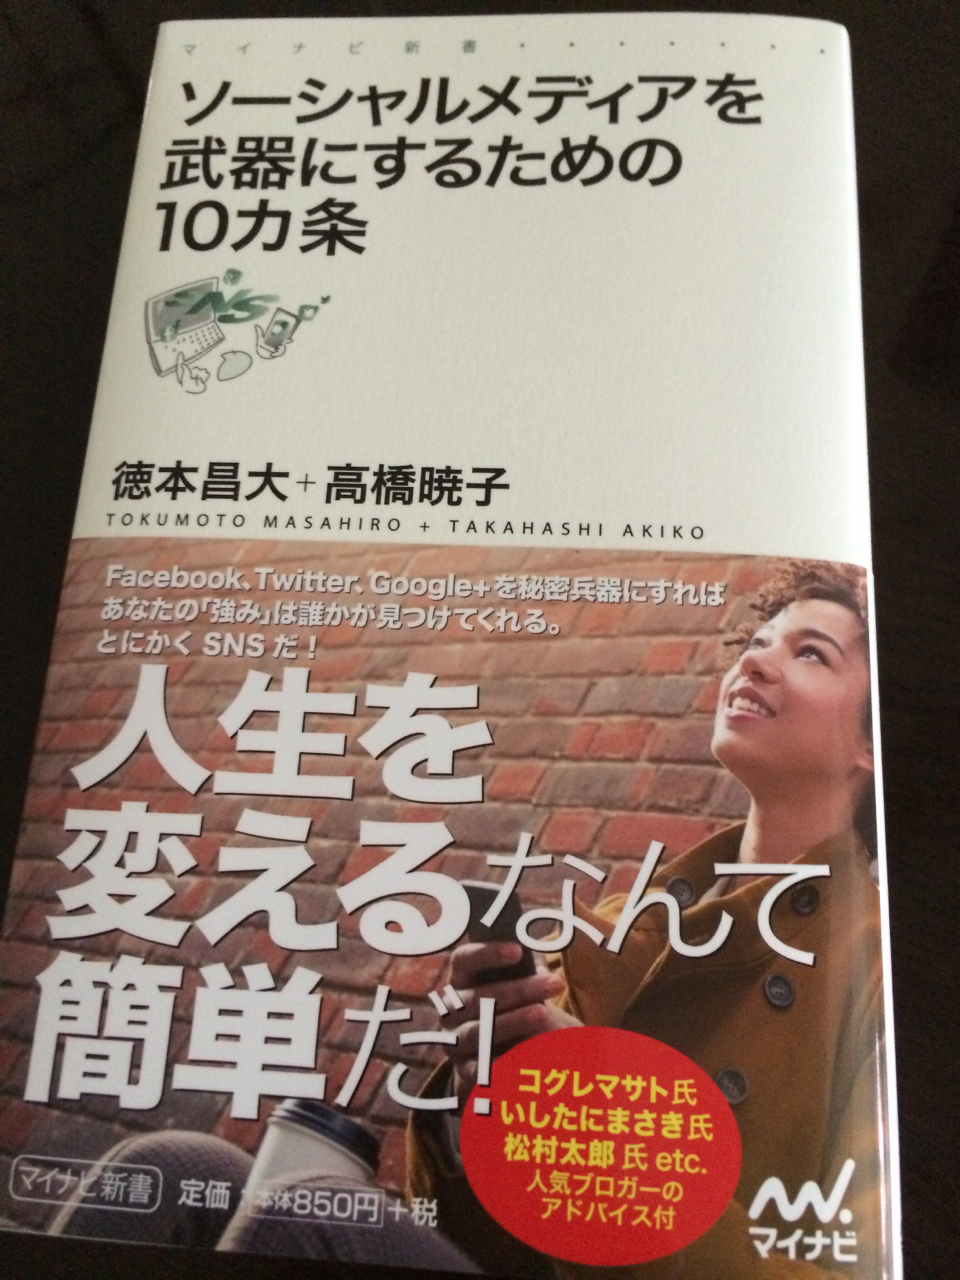 マイナビ新書
ソーシャルメディアを
武器にするための
10カ条
SNS
徳本昌大+高橋暁子
TOKUMOTO MASAHIRO + TAKAHASHI AKIKO
Facebook、Twitter、Google+を秘密兵器にすれば
あなたの「強み」は誰かが見つけてくれる。
とにかく SNS だ!
人生を
変えるなんて
簡単だ!
コグレマサト氏
いしたにまさき氏
松村太郎 氏 etc.
人気ブロガーの
アドバイス付
マイナビ新書 定価 本体850円+税
マイナビ